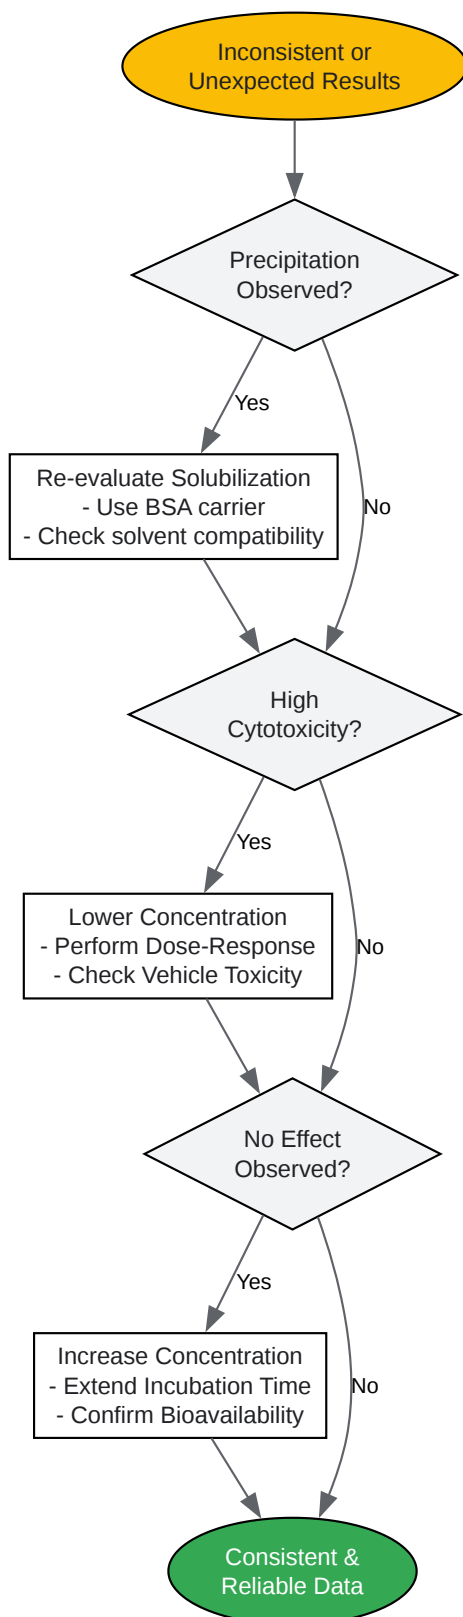 Inconsistent or
Unexpected Results
Precipitation
Observed?
Yes
No
Re-evaluate Solubilization
- Use BSA carrier
- Check solvent compatibility
High
Cytotoxicity?
Yes
No
Lower Concentration
- Perform Dose-Response
- Check Vehicle Toxicity
No Effect
Observed?
Yes
No
Increase Concentration
- Extend Incubation Time
- Confirm Bioavailability
Consistent &
Reliable Data